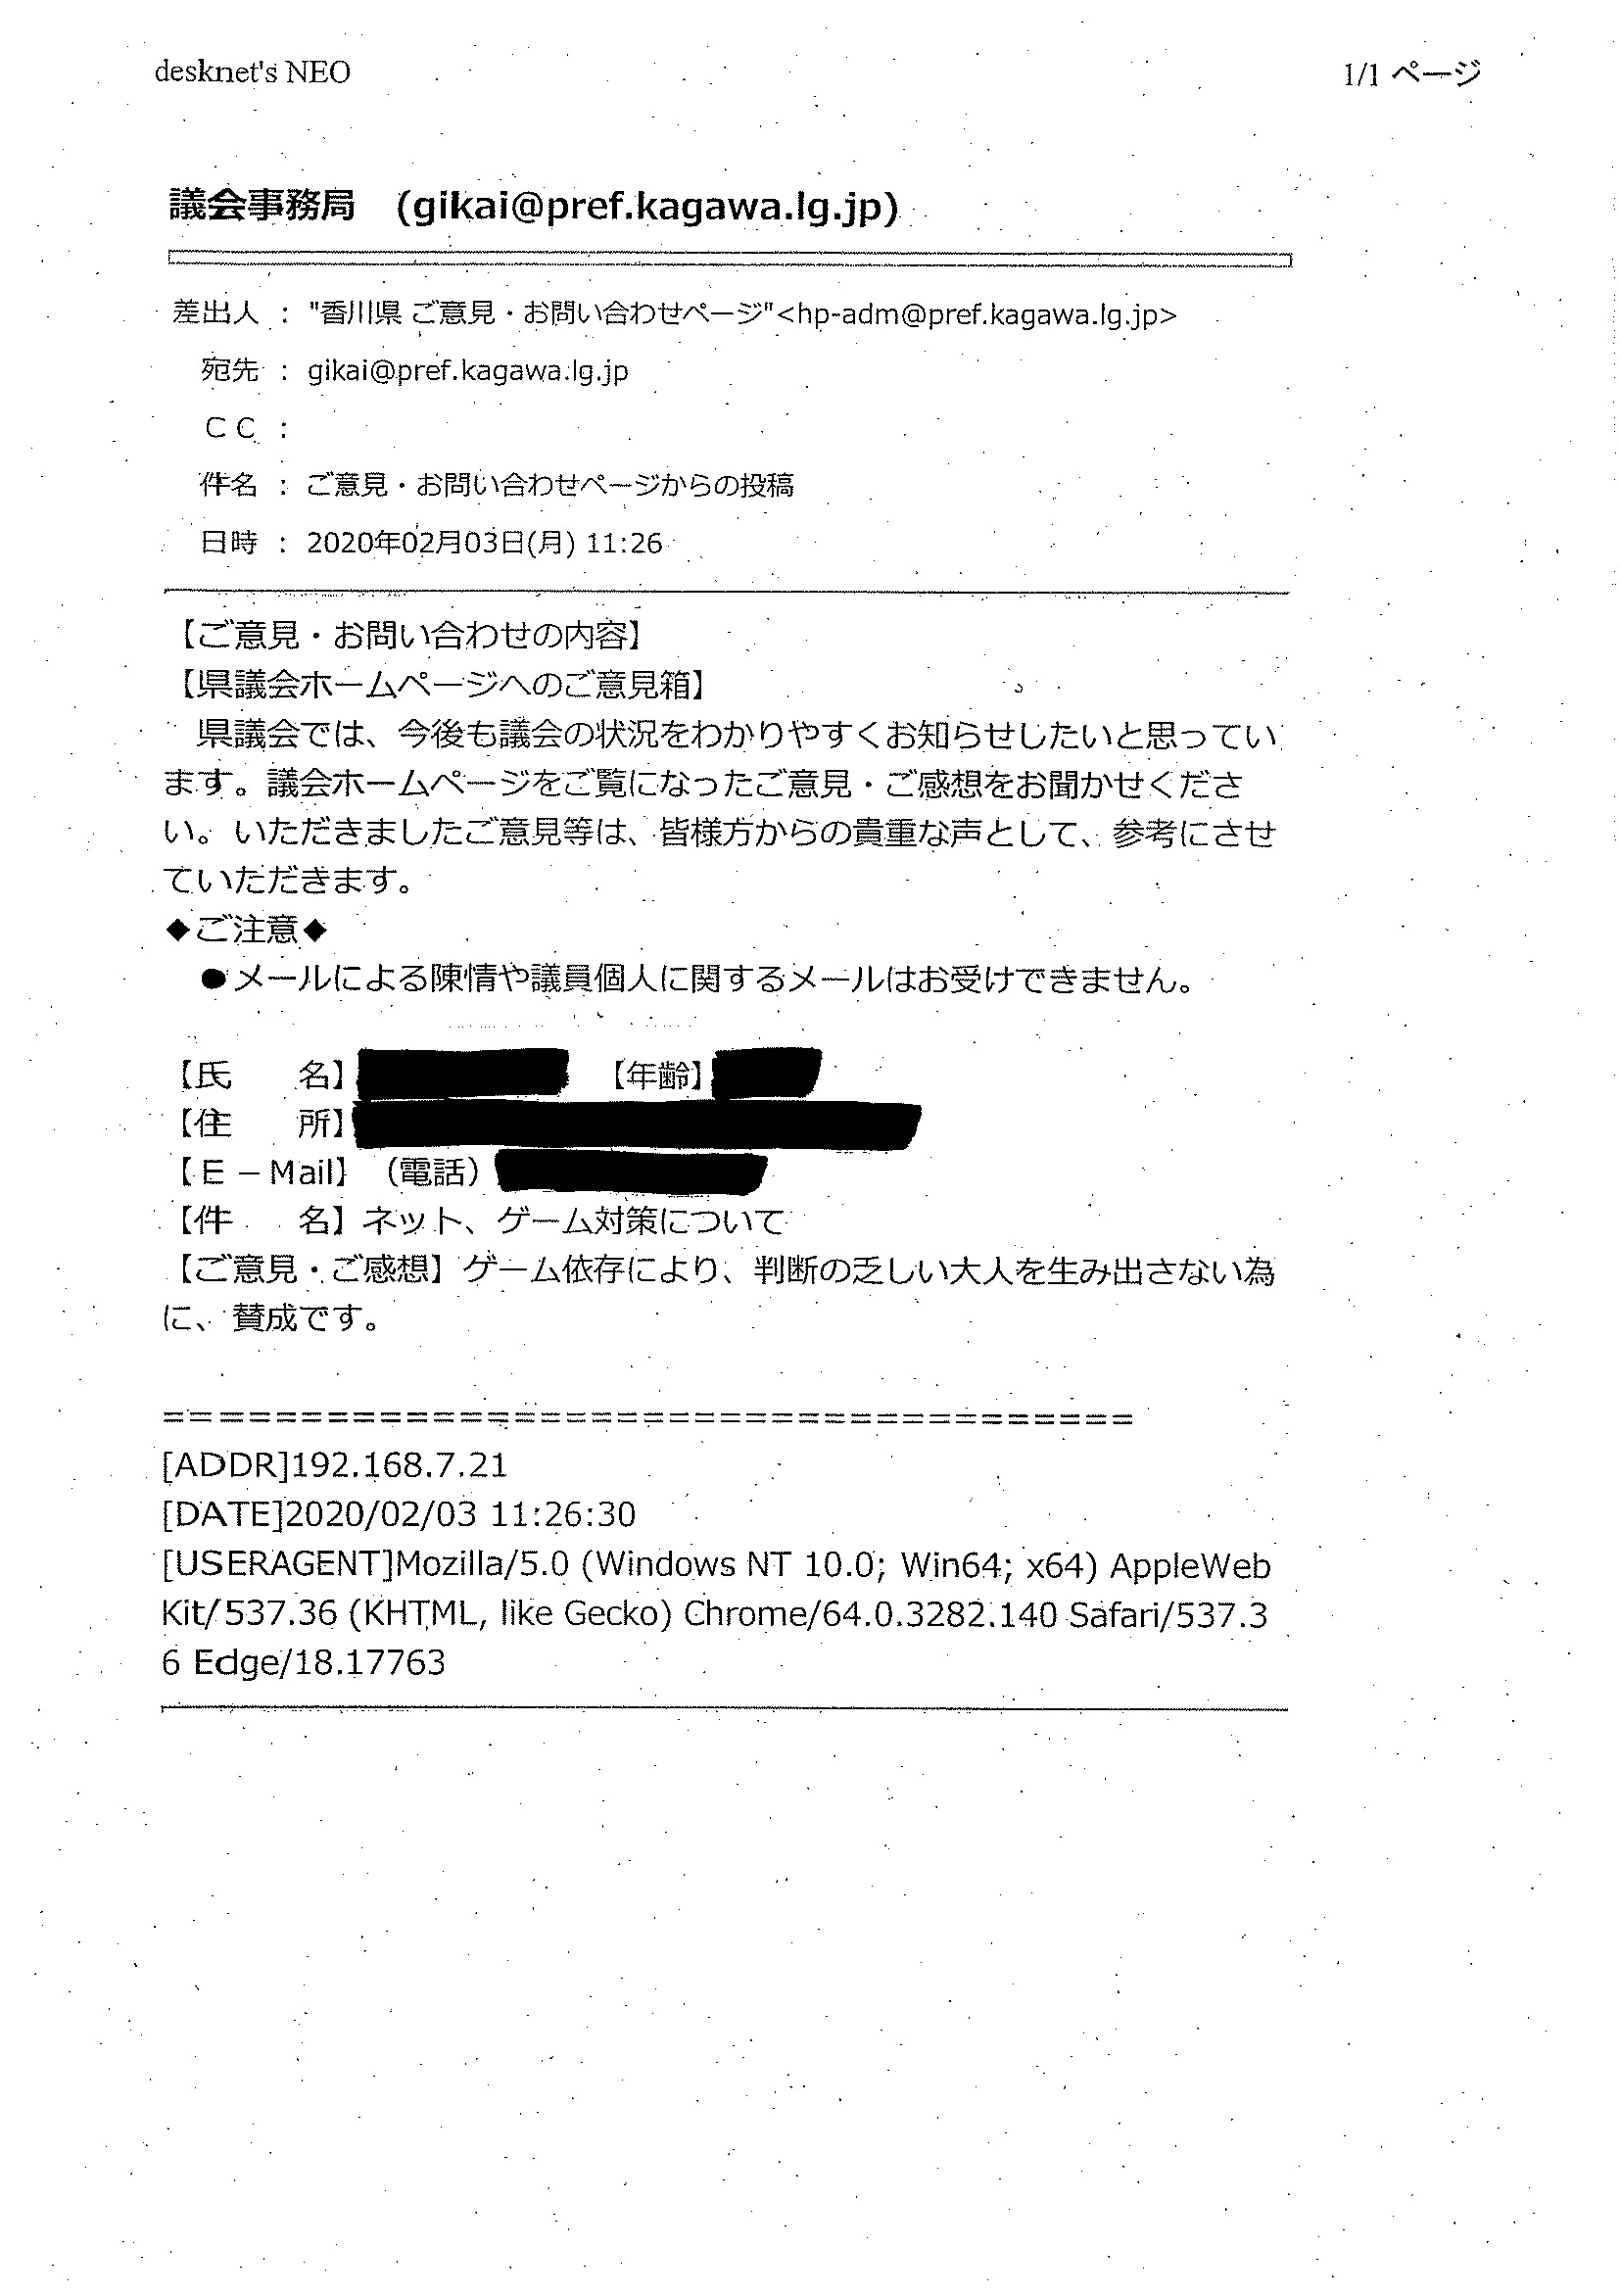 desknet's NEO
1/1 ページ
議会事務局　(gikai@pref.kagawa.lg.jp)
差出人 : "香川県 ご意見・お問い合わせページ"<hp-adm@pref.kagawa.lg.jp>
宛先 : gikai@pref.kagawa.lg.jp
ＣＣ :
件名 : ご意見・お問い合わせページからの投稿
日時 : 2020年02月03日(月) 11:26
【ご意見・お問い合わせの内容】
【県議会ホームページへのご意見箱】
　県議会では、今後も議会の状況をわかりやすくお知らせしたいと思ってい
ます。議会ホームページをご覧になったご意見・ご感想をお聞かせくださ
い。いただきましたご意見等は、皆様方からの貴重な声として、参考にさせ
ていただきます。
◆ご注意◆
　●メールによる陳情や議員個人に関するメールはお受けできません。
【氏　　名】　【年齢】
【住　　所】
【Ｅ－Mail】（電話）
【件　　名】ネット、ゲーム対策について
【ご意見・ご感想】ゲーム依存により、判断の乏しい大人を生み出さない為
に、賛成です。
======================================
[ADDR]192.168.7.21
[DATE]2020/02/03 11:26:30
[USERAGENT]Mozilla/5.0 (Windows NT 10.0; Win64; x64) AppleWeb
Kit/537.36 (KHTML, like Gecko) Chrome/64.0.3282.140 Safari/537.3
6 Edge/18.17763